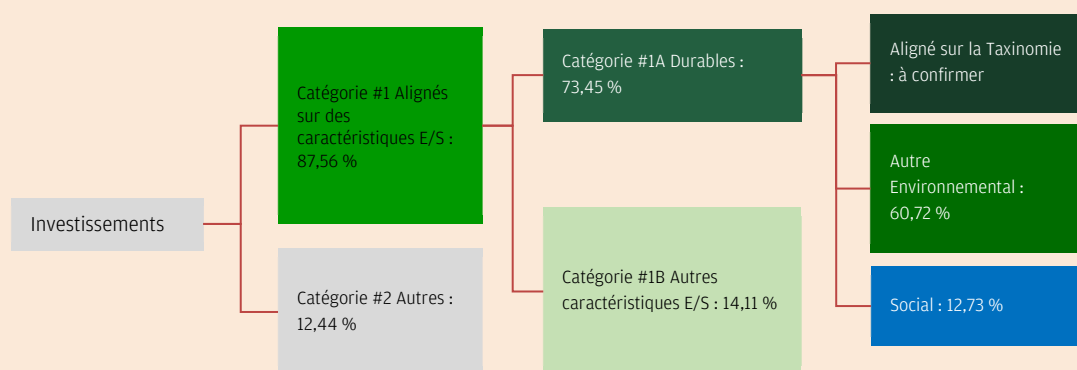 Investissements
Catégorie #1 Alignés
sur des
caractéristiques E/S :
87,56 %
Catégorie #2 Autres :
12,44 %
Catégorie #1A Durables :
73,45 %
Catégorie #1B Autres
caractéristiques E/S : 14,11 %
Aligné sur la Taxinomie
: à confirmer
Autre
Environnemental :
60,72 %
Social : 12,73 %